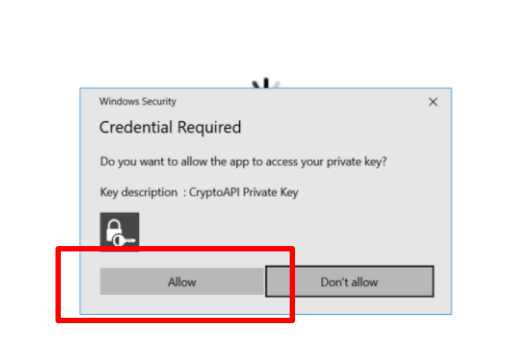 Windows Security
Credential Required
Do you want to allow the app to access your private key?
Key description : CryptoAPI Private Key
Allow Don't allow